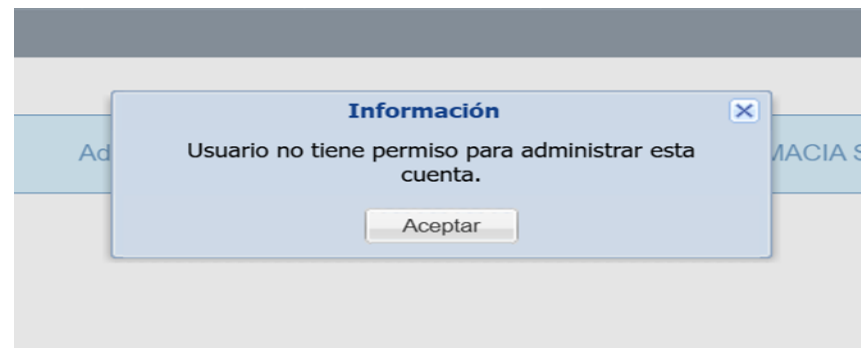 Información
Usuario no tiene permiso para administrar esta
cuenta.
Aceptar